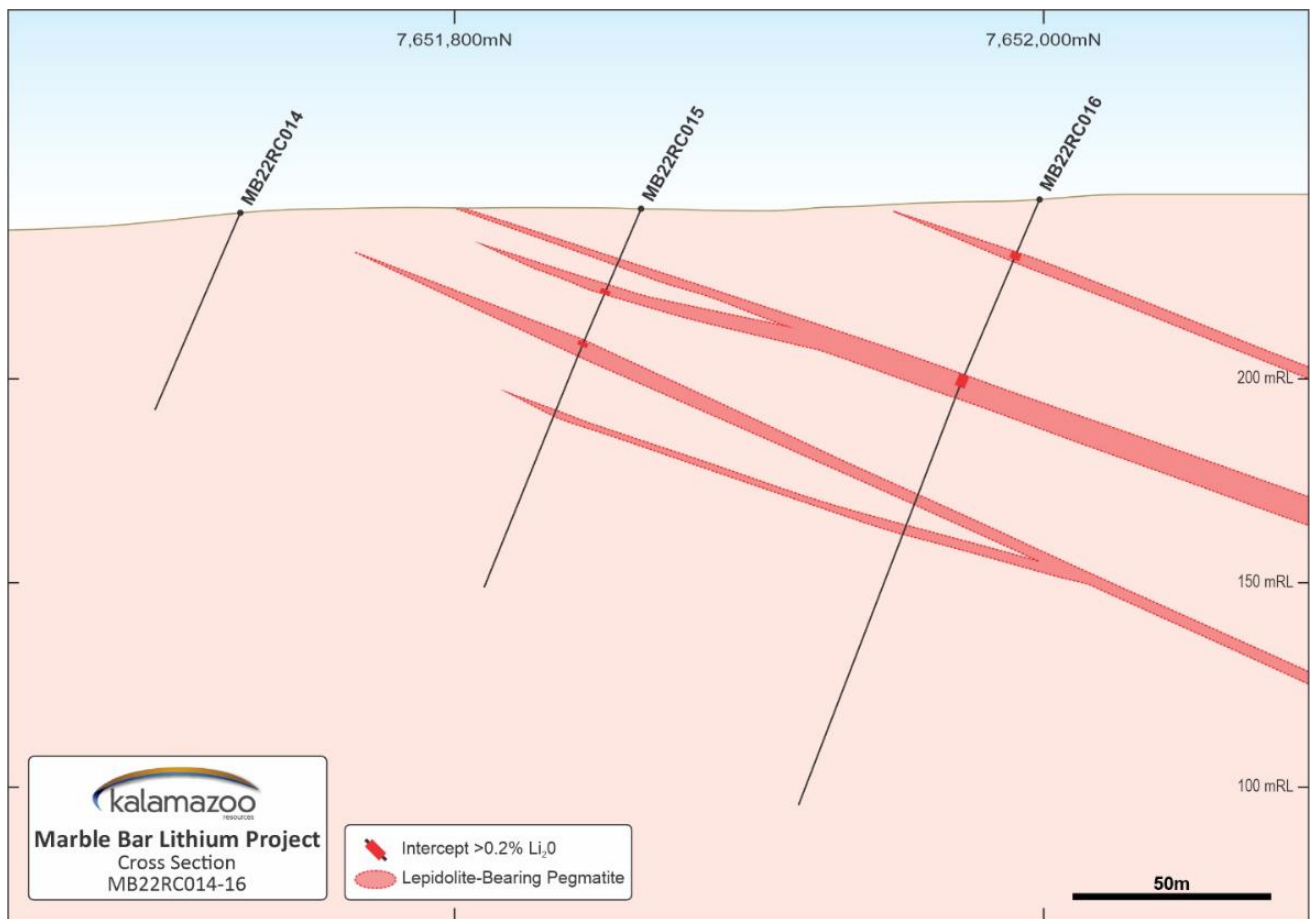 7,651,800mN
7,652,000mN
MB22RC014
MB22RC015
MB22RC016
200 mRL
150 mRL
100 mRL
kalamazoo
resources
Marble Bar Lithium Project
Cross Section
MB22RC014-16
Intercept >0.2% Li₂0
Lepidolite-Bearing Pegmatite
50m